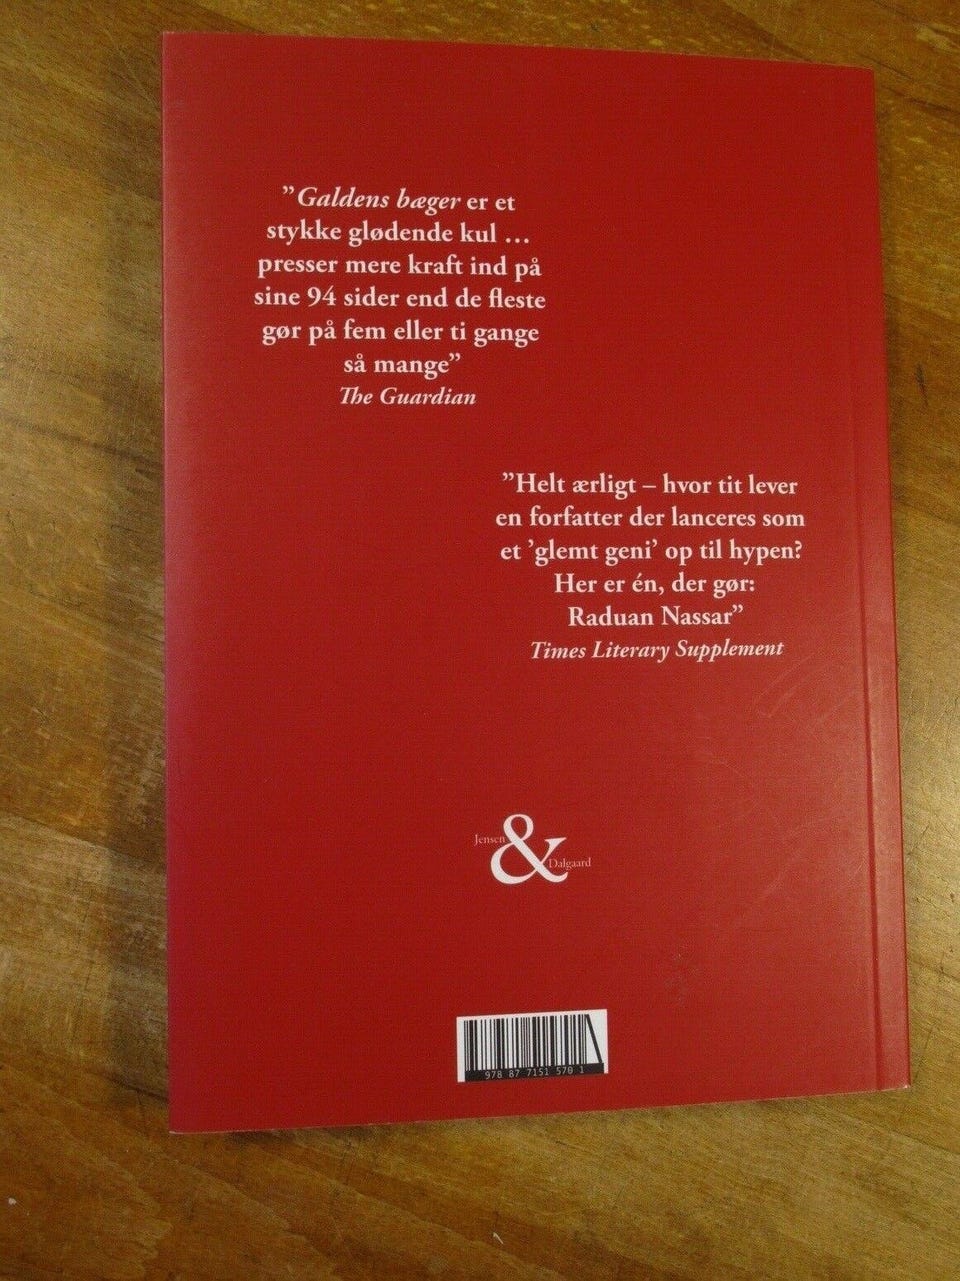 ”Galdens bæger er et
stykke glødende kul …
presser mere kraft ind på
sine 94 sider end de fleste
gør på fem eller ti gange
så mange”
The Guardian
”Helt ærligt – hvor tit lever
en forfatter der lanceres som
et ’glemt geni’ op til hypen?
Her er én, der gør:
Raduan Nassar”
Times Literary Supplement
Jensen
&
Dalgaard
978 87 7151 570 1